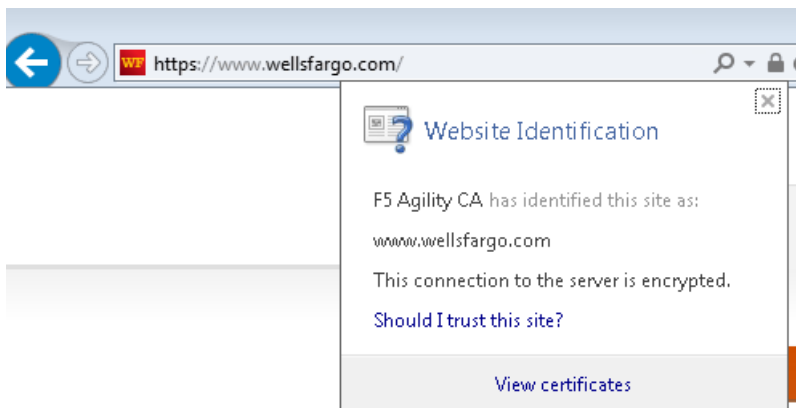 WF https://www.wellsfargo.com/
Website Identification
F5 Agility CA has identified this site as:
www.wellsfargo.com
This connection to the server is encrypted.
Should I trust this site?
View certificates